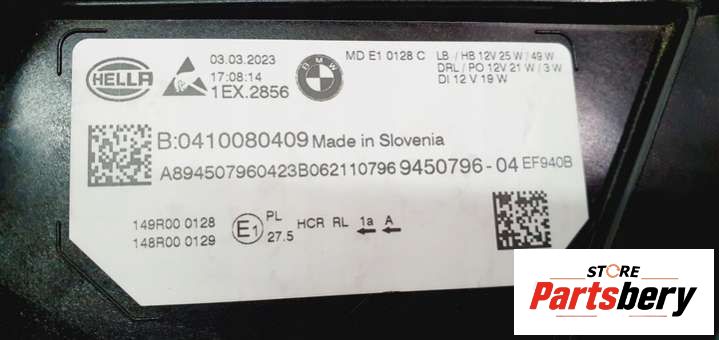 HELLA
03.03.2023
17:08:14
1EX.2856
BMW
MD E1 0128 C
LB / HB 12V 25 W / 49 W
DRL / PO 12V 21 W / 3 W
DI 12 V 19 W
B:0410080409 Made in Slovenia
A894507960423B0621107969 9450796-04 EF940B
149R00 0128
148R00 0129
E1
PL
27.5
HCR RL 1a A
STORE
Partsbery